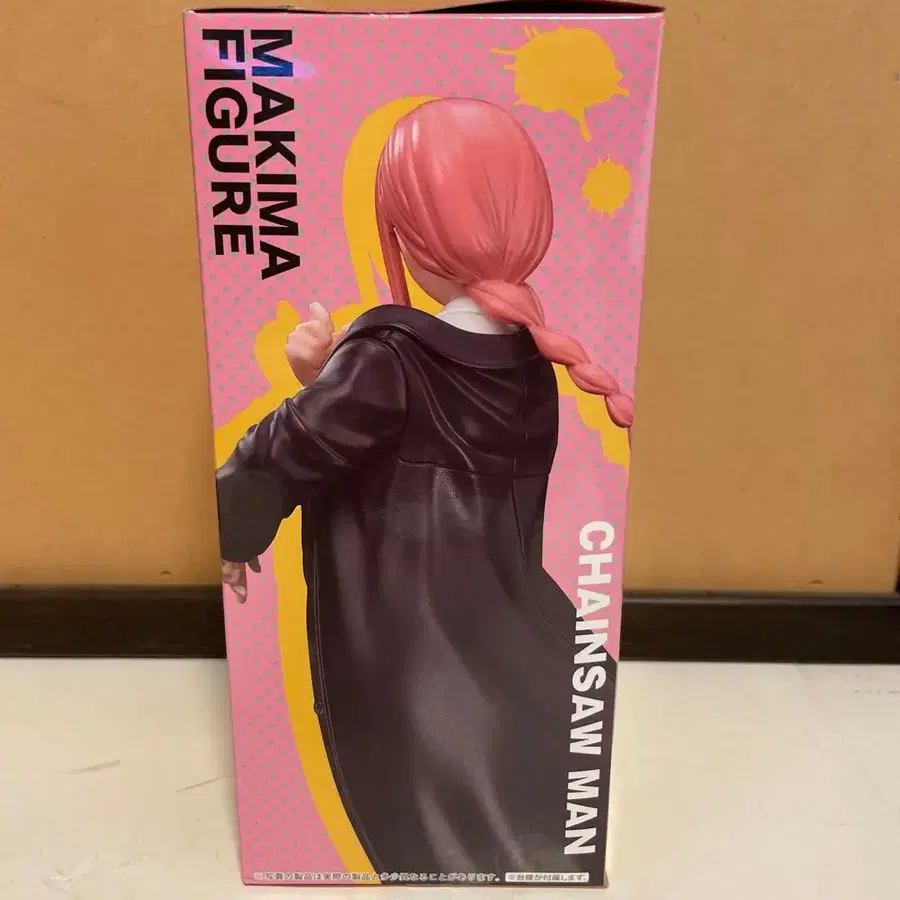 MAKIMA
FIGURE
CHAINSAW MAN
※写真の製品は実際の製品と多少異なることがあります。 ※台座が付属します。